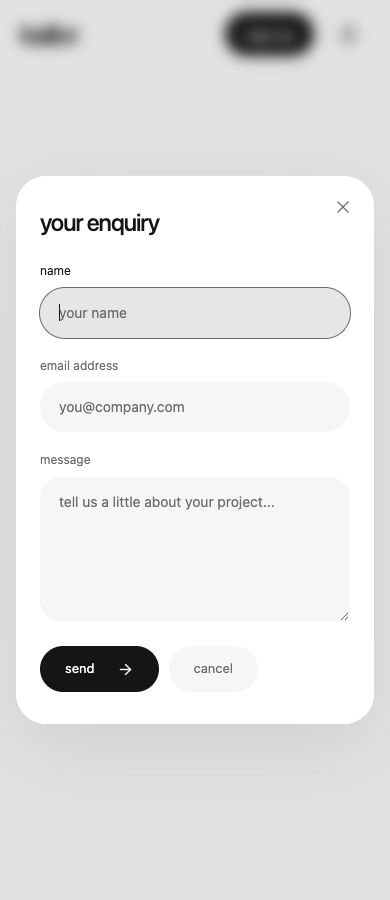 your enquiry
name
your name
email address
you@company.com
message
tell us a little about your project...
send
cancel